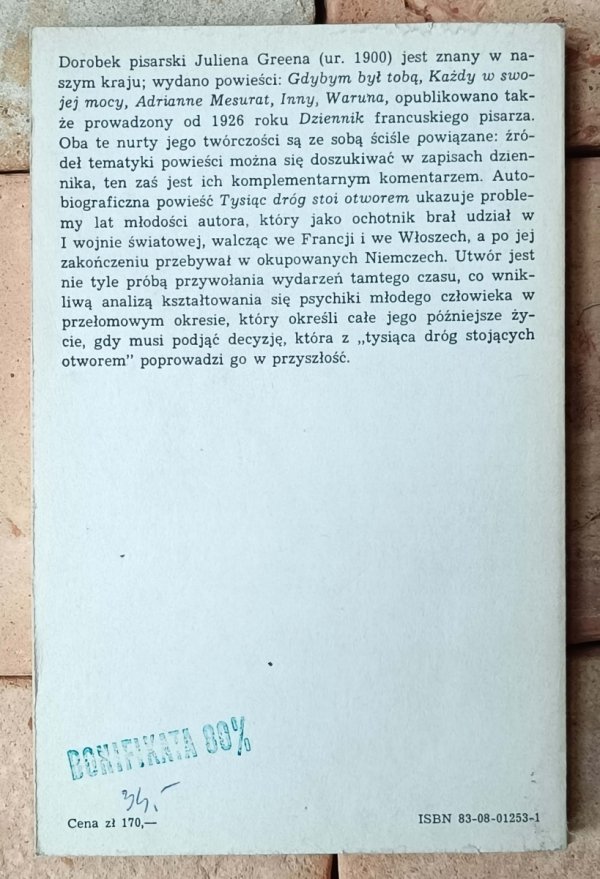 Dorobek pisarski Juliena Greena (ur. 1900) jest znany w na-
szym kraju; wydano powieści: Gdybym był tobą, Każdy w swo-
jej mocy, Adrianne Mesurat, Inny, Waruna, opublikowano tak-
że prowadzony od 1926 roku Dziennik francuskiego pisarza.
Oba te nurty jego twórczości są ze sobą ściśle powiązane: źró-
deł tematyki powieści można się doszukiwać w zapisach dzien-
nika, ten zaś jest ich komplementarnym komentarzem. Auto-
biograficzna powieść Tysiąc dróg stoi otworem ukazuje proble-
my lat młodości autora, który jako ochotnik brał udział w
I wojnie światowej, walcząc we Francji i we Włoszech, a po jej
zakończeniu przebywał w okupowanych Niemczech. Utwór jest
nie tyle próbą przywołania wydarzeń tamtego czasu, co wnik-
liwą analizą kształtowania się psychiki młodego człowieka w
przełomowym okresie, który określi całe jego późniejsze ży-
cie, gdy musi podjąć decyzję, która z „tysiąca dróg stojących
otworem” poprowadzi go w przyszłość.
BONIFIKATA 80%
34,-
Cena zł 170,—
ISBN 83-08-01253-1